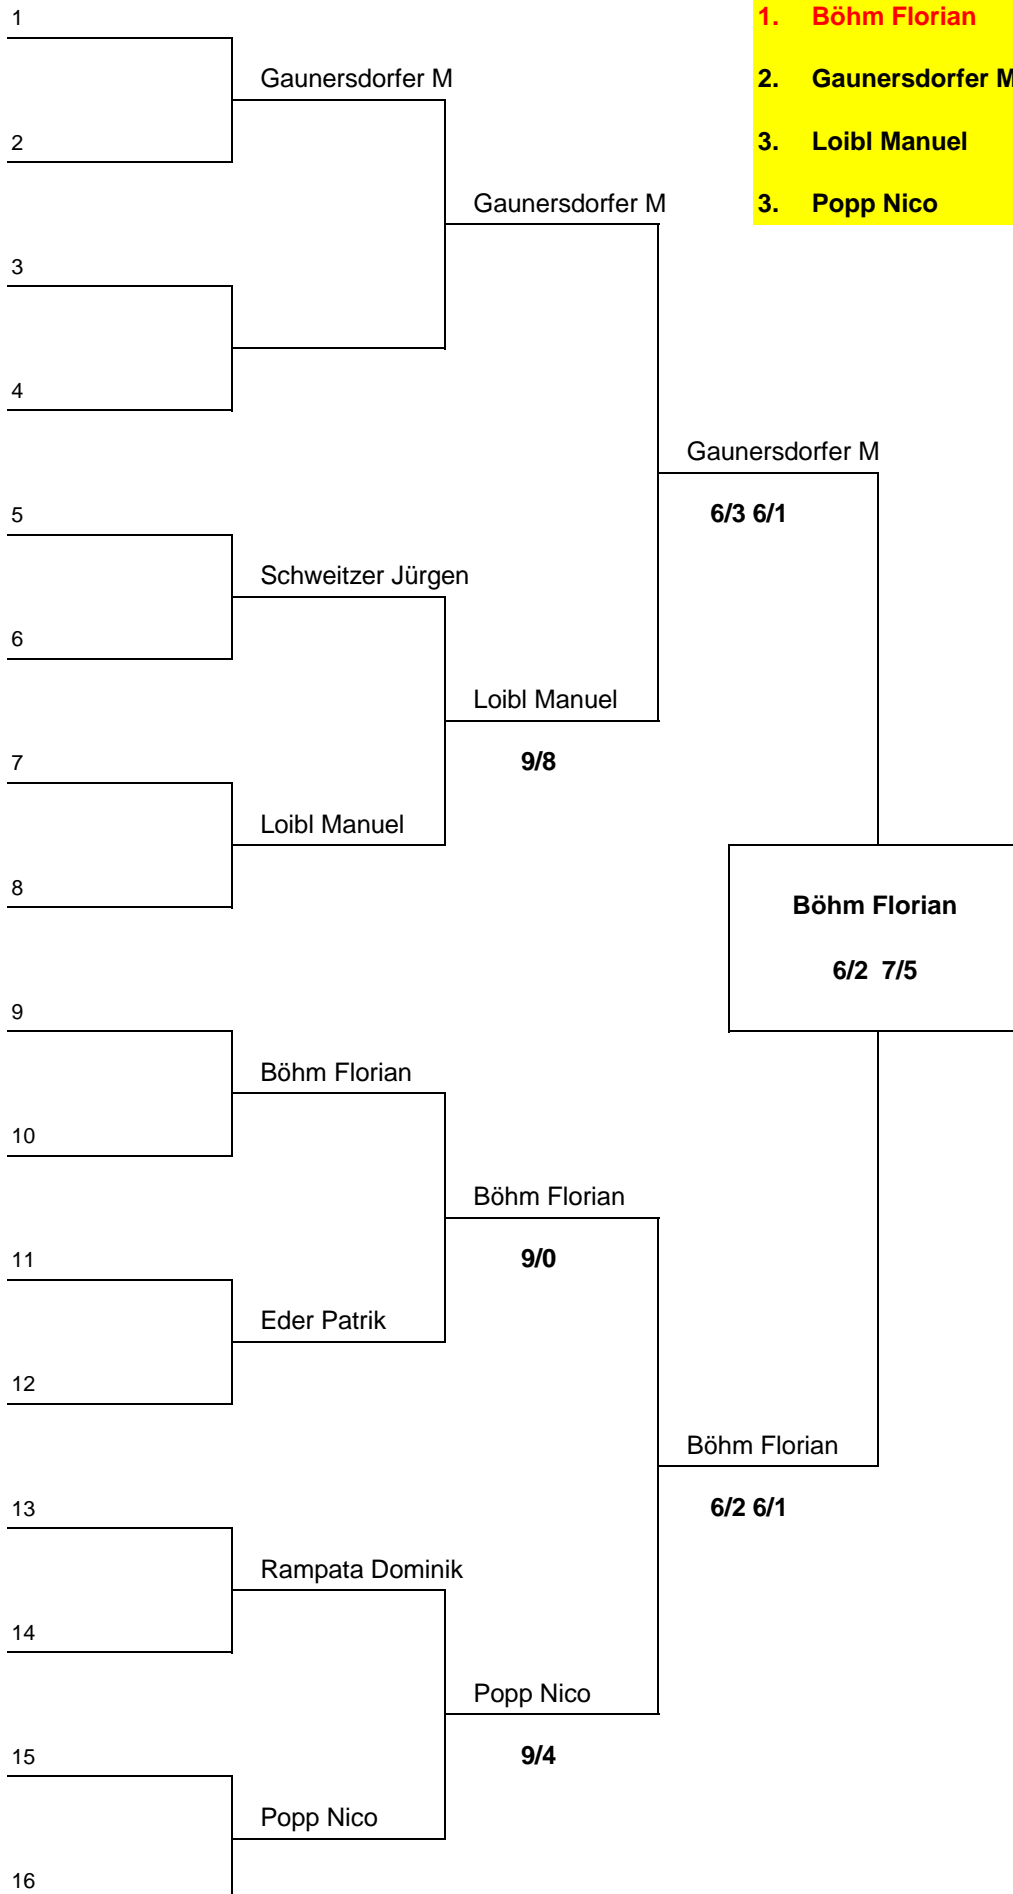 1
1. Böhm Florian
Gaunersdorfer M
2. Gaunersdorfer M
2
3. Loibl Manuel
Gaunersdorfer M
3. Popp Nico
3
4
Gaunersdorfer M
5
6/3 6/1
Schweitzer Jürgen
6
Loibl Manuel
7
9/8
Loibl Manuel
8
Böhm Florian
6/2 7/5
9
Böhm Florian
10
Böhm Florian
11
9/0
Eder Patrik
12
Böhm Florian
13
6/2 6/1
Rampata Dominik
14
Popp Nico
15
9/4
Popp Nico
16